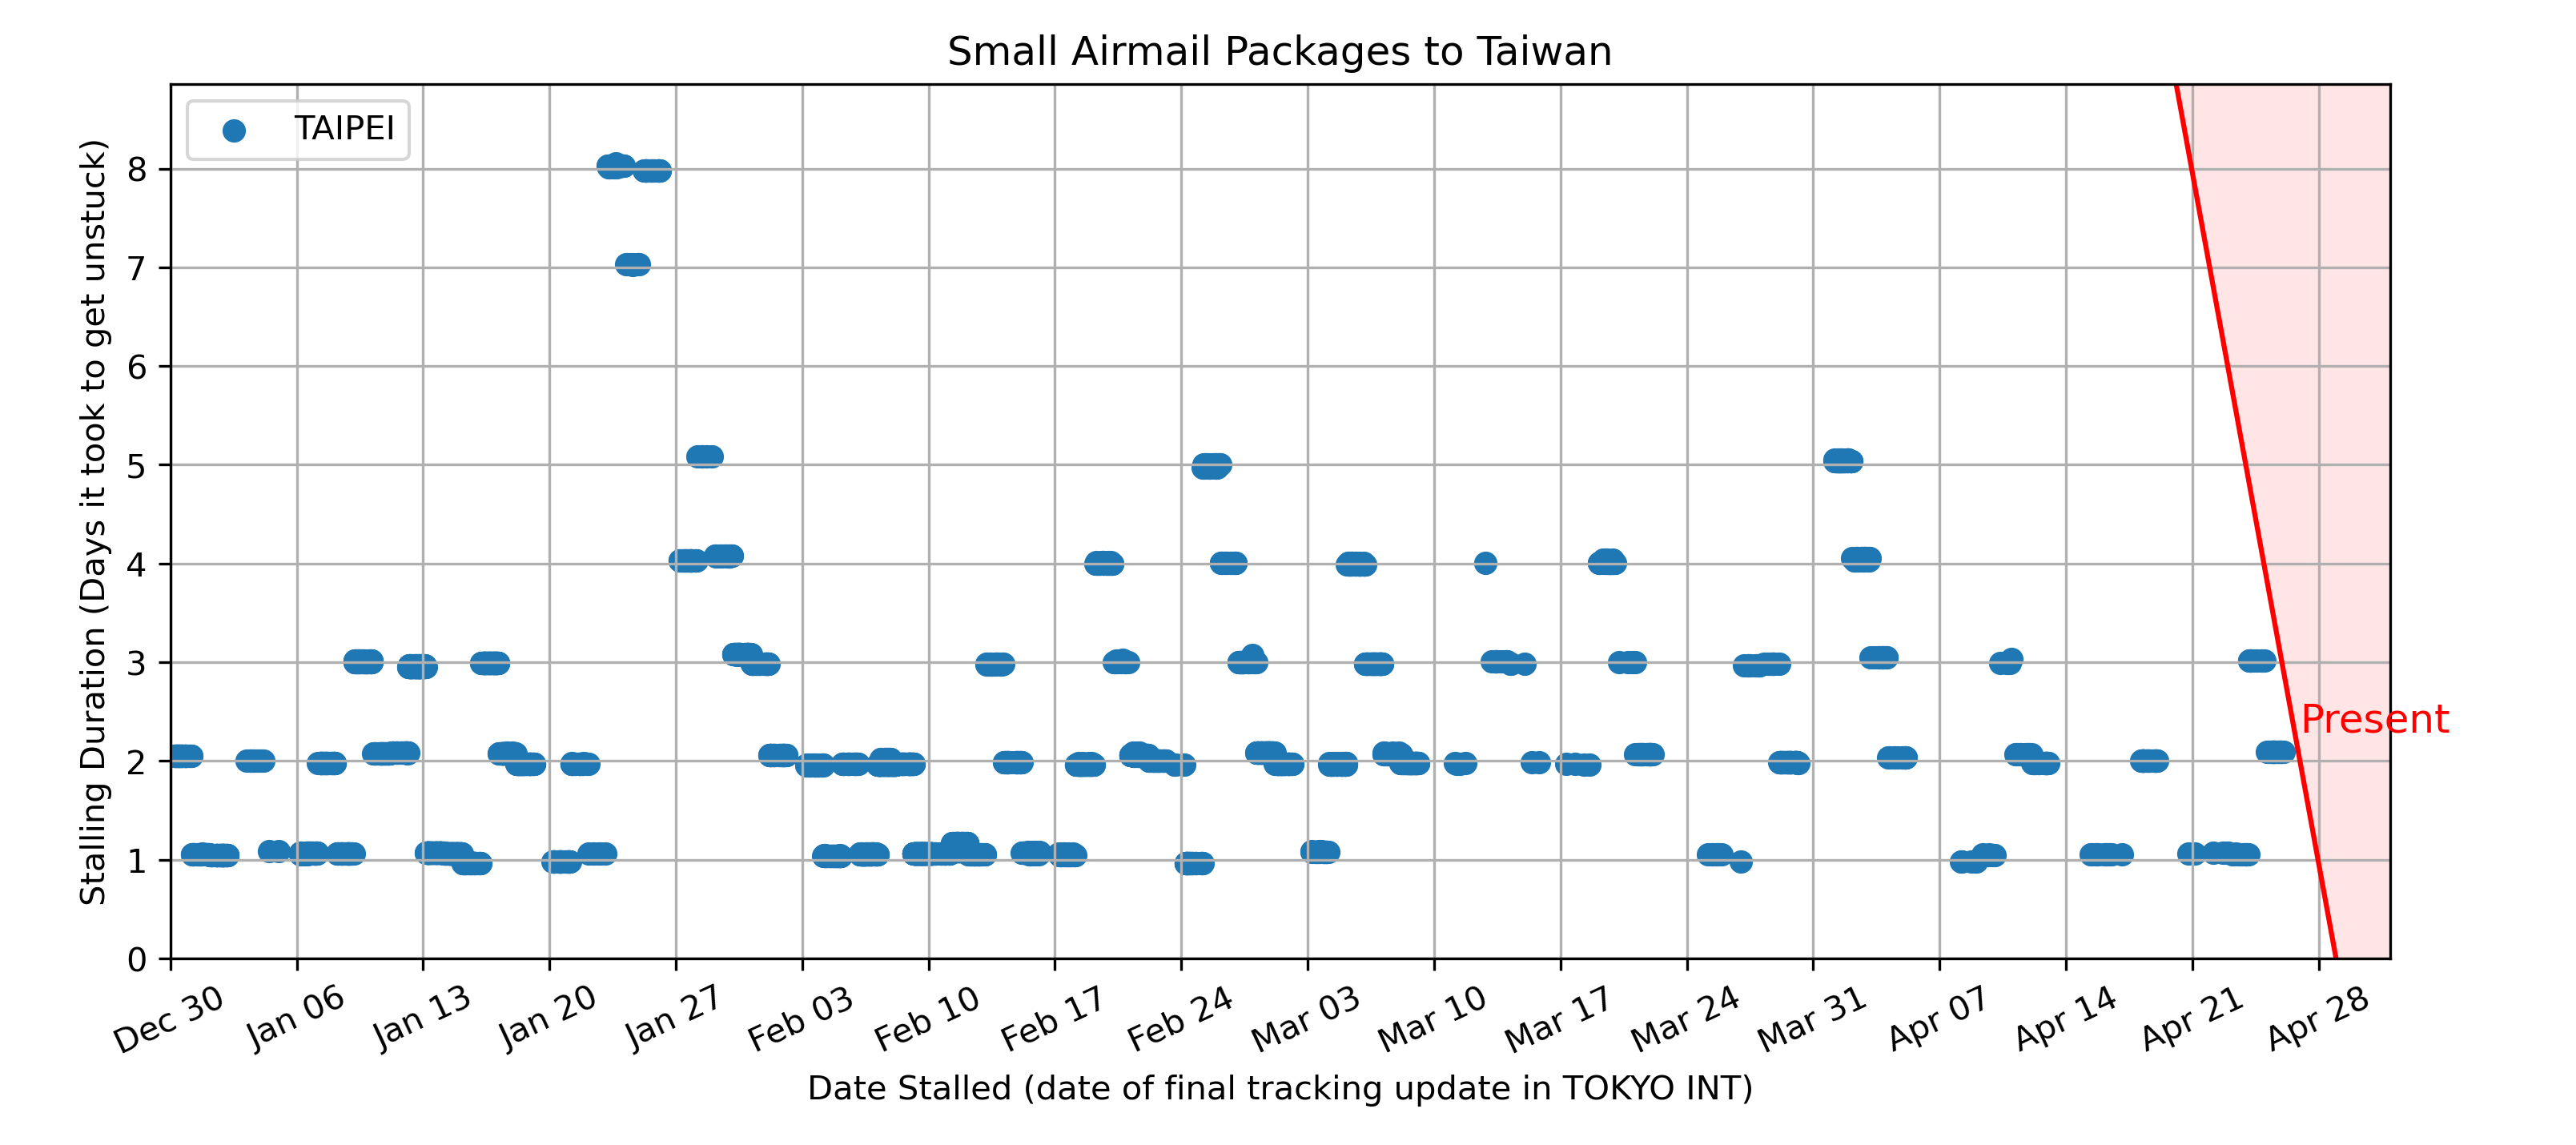 Small Airmail Packages to Taiwan
TAIPEI
Stalling Duration (Days it took to get unstuck)
8
7
6
5
4
3
2
1
0
Present
Dec 30
Jan 06
Jan 13
Jan 20
Jan 27
Feb 03
Feb 10
Feb 17
Feb 24
Mar 03
Mar 10
Mar 17
Mar 24
Mar 31
Apr 07
Apr 14
Apr 21
Apr 28
Date Stalled (date of final tracking update in TOKYO INT)